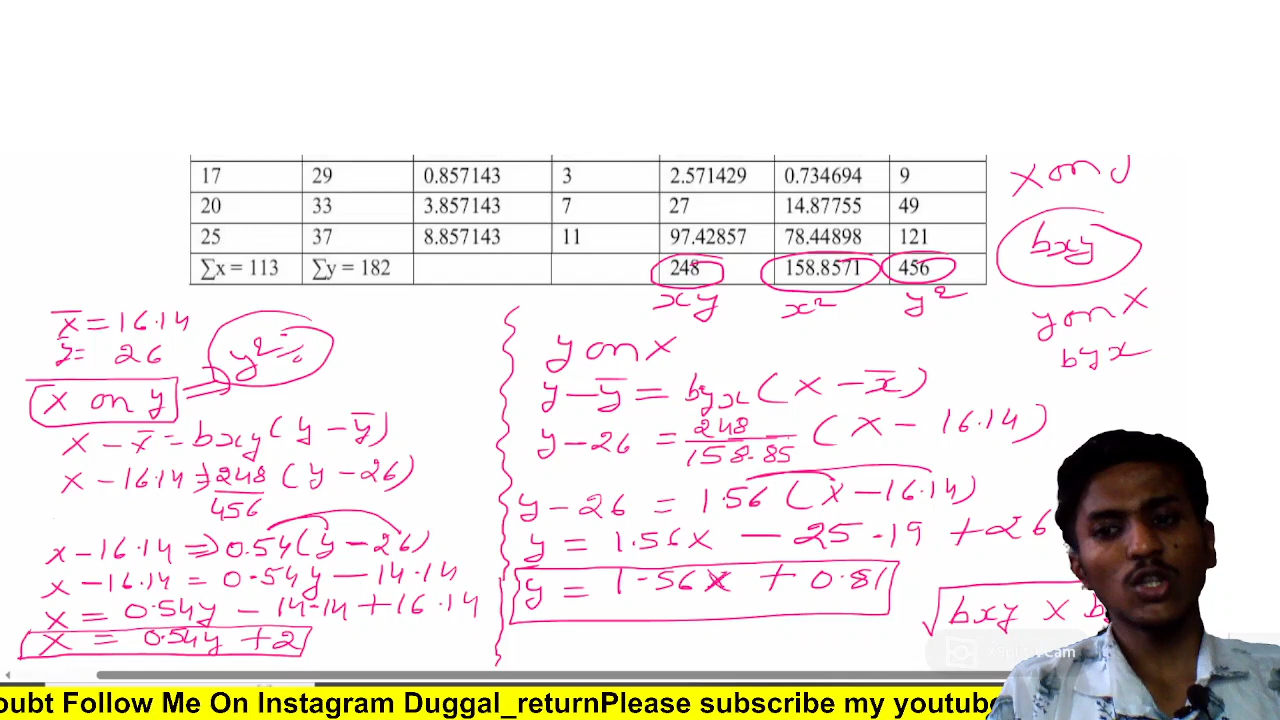 17 29 0.857143 3 2.571429 0.734694 9
20 33 3.857143 7 27 14.87755 49
25 37 8.857143 11 97.42857 78.44898 121
∑x = 113 ∑y = 182 248 158.8571 456
xy x² y²
x on y
bxy
y on x
byx
x̅ = 16.14
y̅ = 26
y² =
x on y
x - x̅ = bxy (y - y̅)
x - 16.14 = 248/456 (y - 26)
x - 16.14 => 0.54 (y - 26)
x - 16.14 = 0.54y - 14.14
x = 0.54y - 14.14 + 16.14
x = 0.54y + 2
y on x
y - y̅ = byx (x - x̅)
y - 26 = 248/158.85 (x - 16.14)
y - 26 = 1.56 (x - 16.14)
y = 1.56x - 25.19 + 26
y = 1.56x + 0.81
√bxy x b
oubt Follow Me On Instagram Duggal_returnPlease subscribe my youtube